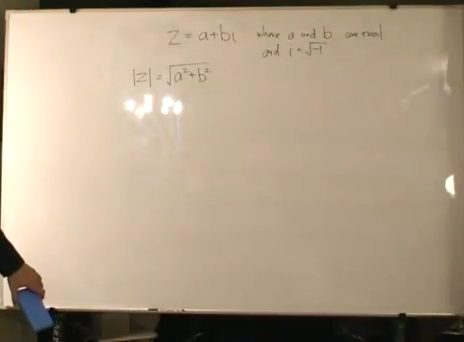 z = a+bi where a and b are real
and i = √-1
|z| = √a²+b²